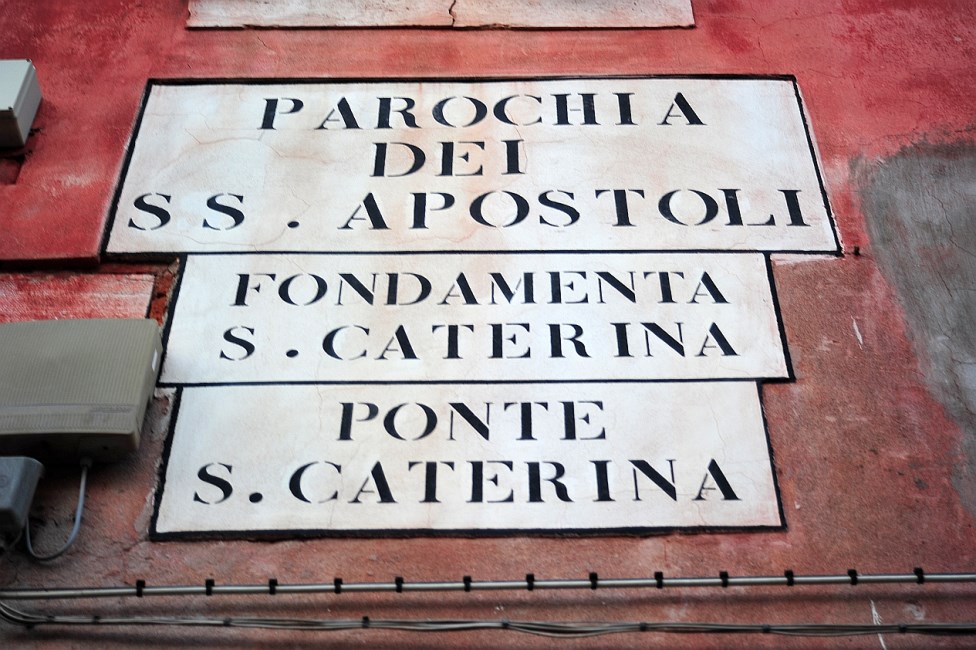 PAROCHIA
DEI
SS. APOSTOLI
FONDAMENTA
S. CATERINA
PONTE
S. CATERINA